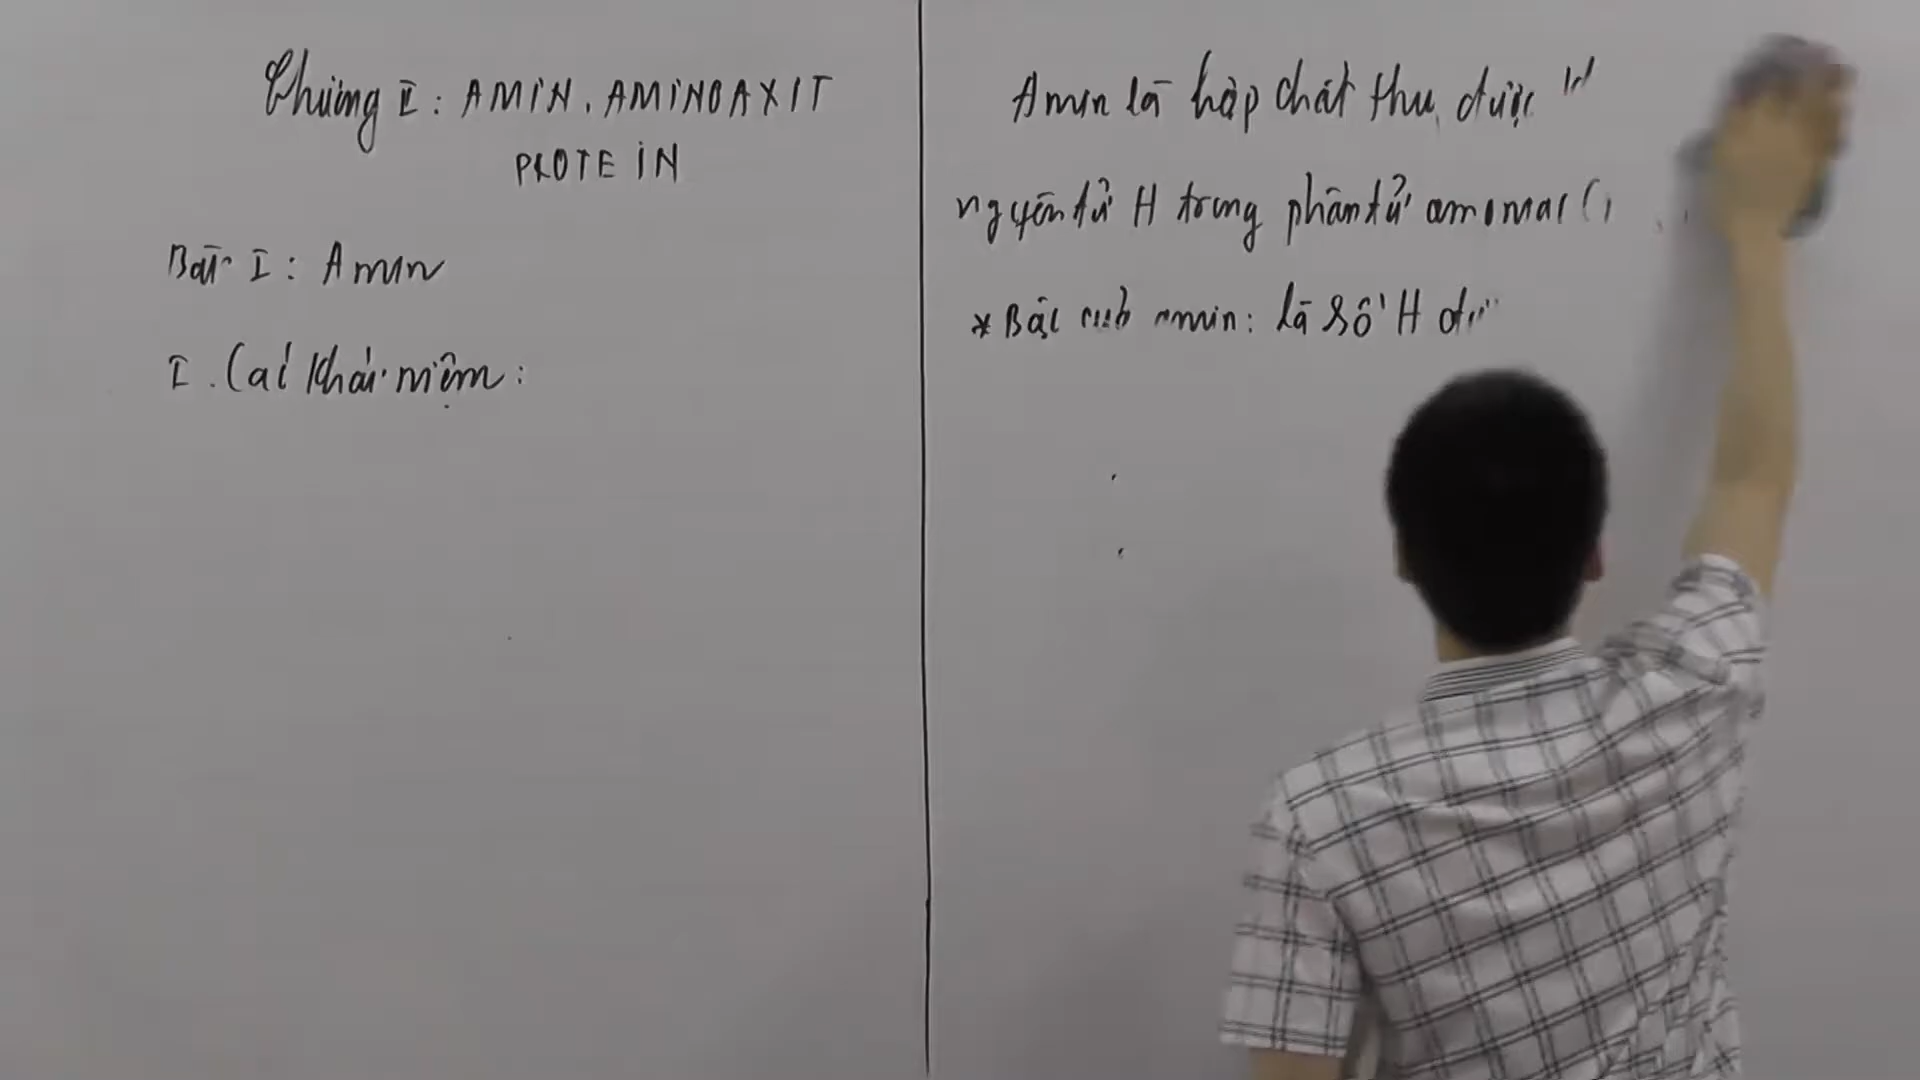 Chương II: AMIN. AMINOAXIT
PROTEIN
Bài I: Amin
I. Các khái niệm:
Amin là hợp chất thu được
nguyên tử H trong phân tử amoniac (
* Bậc của amin: là số H